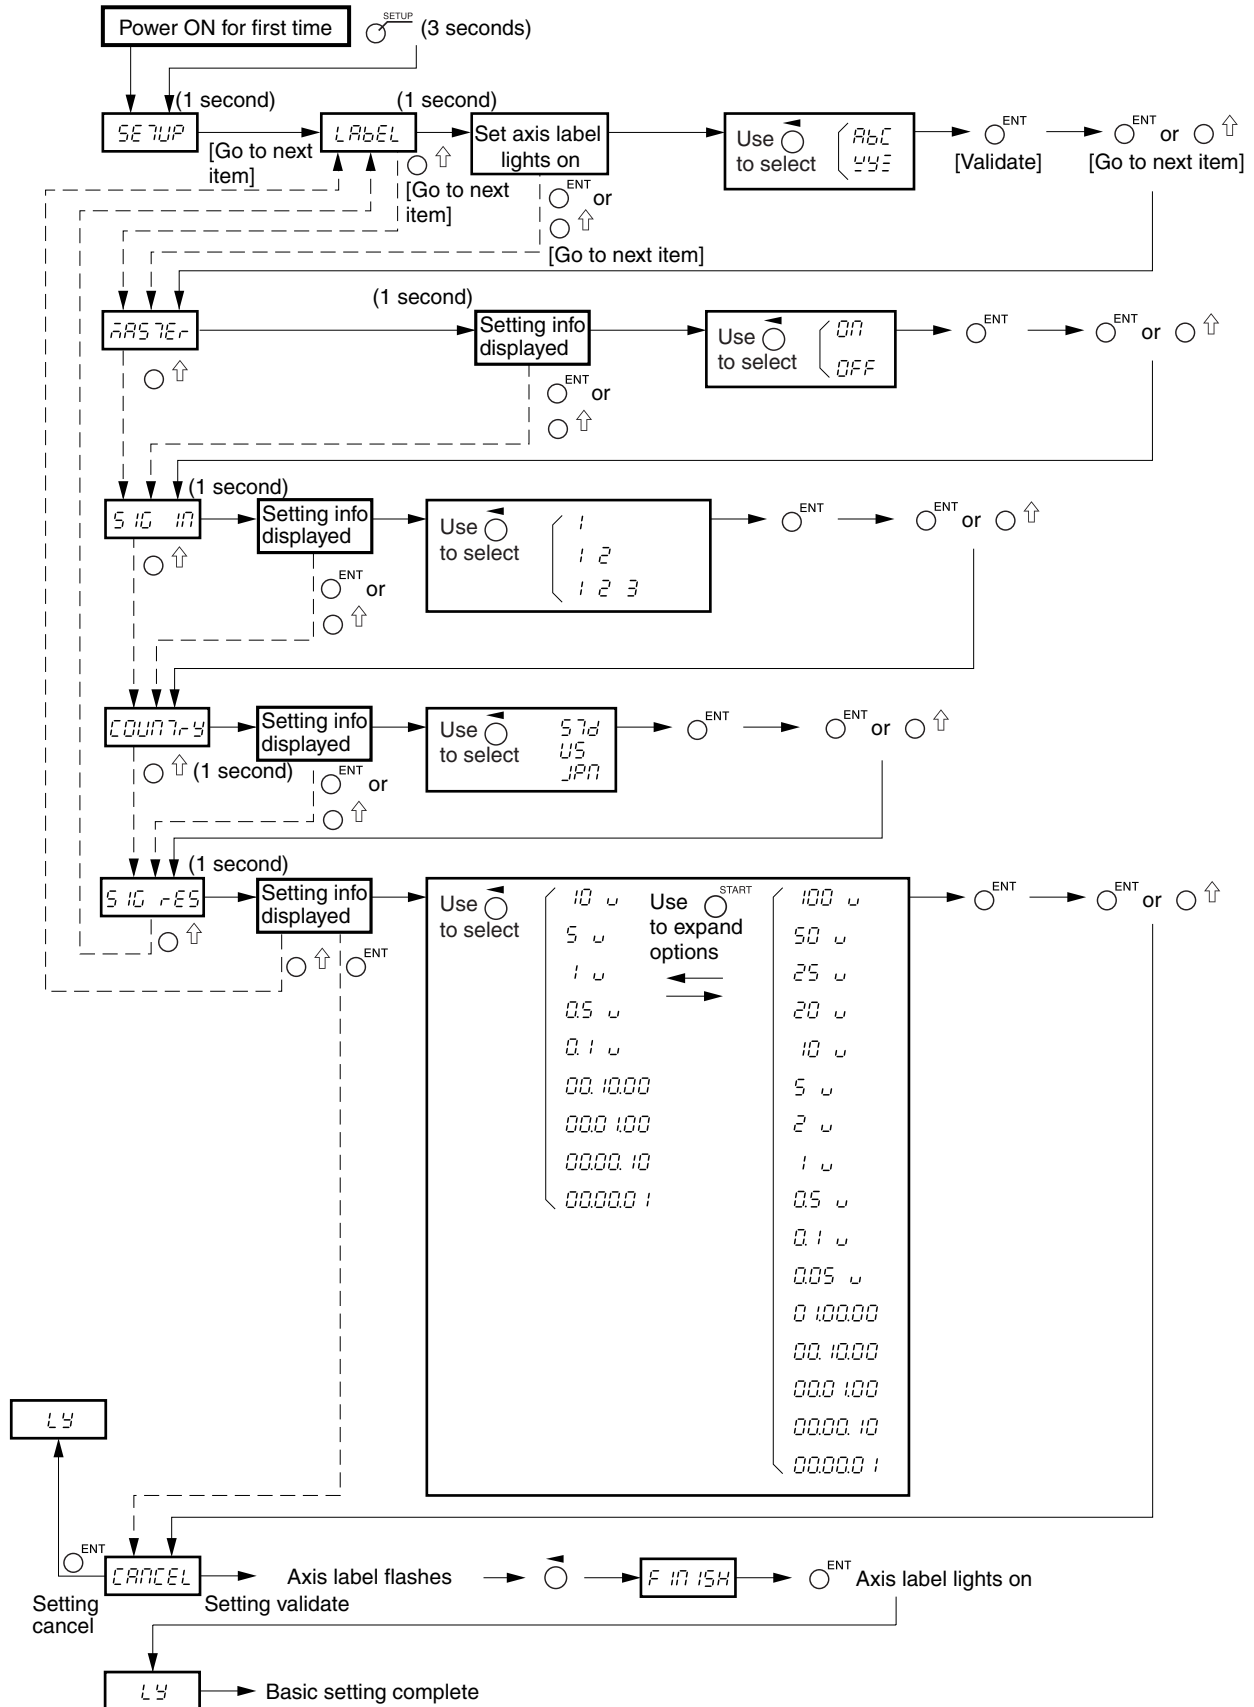 Power ON for first time
SETUP
(3 seconds)
(1 second)
(1 second)
SETUP
LAbEL
Set axis label
lights on
Use
to select
AbC
ENT
ENT or
[Go to next
item]
[Go to next
item]
[Validate]
[Go to next item]
ENT or
[Go to next item]
(1 second)
MASTEr
Setting info
displayed
Use
to select
ON
OFF
ENT
ENT or
ENT or
(1 second)
SIG IN
Setting info
displayed
Use
to select
1
1 2
1 2 3
ENT
ENT or
ENT or
COUNTrY
Setting info
displayed
Use
to select
STd
US
JPN
ENT
ENT or
(1 second)
ENT or
(1 second)
SIG rES
Setting info
displayed
Use
to select
10 u
5 u
1 u
0.5 u
0.1 u
00.10.00
00.01.00
00.00.10
00.00.01
Use START
to expand
options
100 u
50 u
25 u
20 u
10 u
5 u
2 u
1 u
0.5 u
0.1 u
0.05 u
01.00.00
00.10.00
00.01.00
00.00.10
00.00.01
ENT
ENT or
ENT
LY
ENT
CANCEL
Axis label flashes
FINISH
ENT
Axis label lights on
Setting
cancel
Setting validate
LY
Basic setting complete